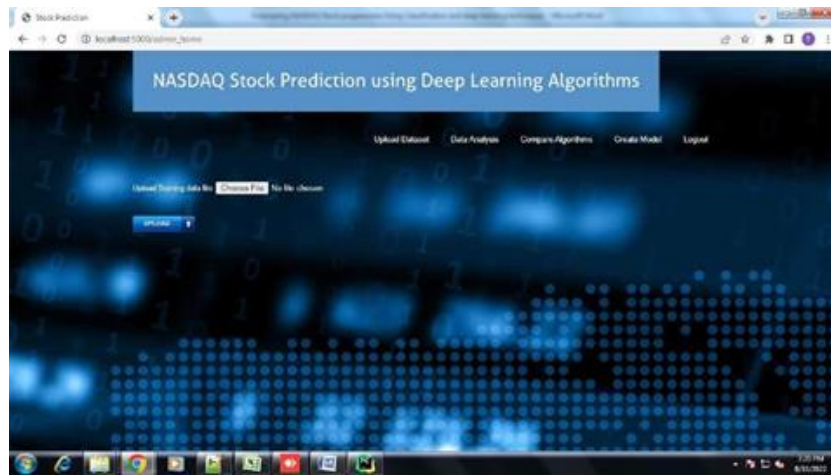 Stock Prediction
localhost:5000/admin_home
NASDAQ Stock Prediction using Deep Learning Algorithms
Upload Dataset Data Analysis Compare Algorithms Create Model Logout
Upload Training data file Choose File No file chosen
UPLOAD